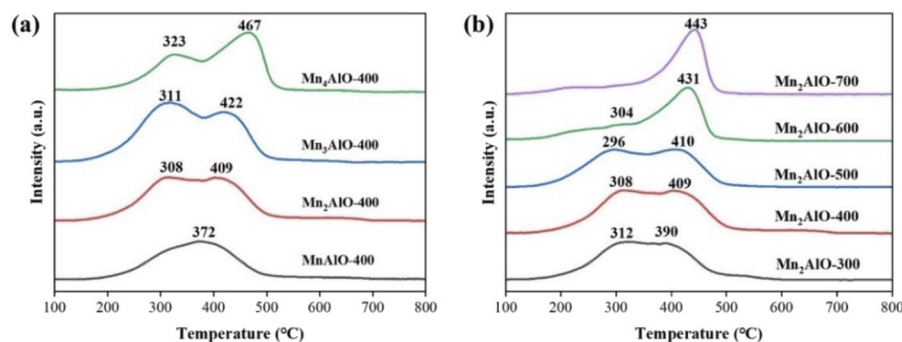 (a)
467
323
Mn₄AlO-400
311
422
Mn₃AlO-400
308 409
Mn₂AlO-400
372
MnAlO-400
Intensity (a.u.)
100 200 300 400 500 600 700 800
Temperature (°C)
(b)
443
Mn₂AlO-700
431
304
Mn₂AlO-600
296 410
Mn₂AlO-500
308 409
Mn₂AlO-400
312 390
Mn₂AlO-300
Intensity (a.u.)
100 200 300 400 500 600 700 800
Temperature (°C)